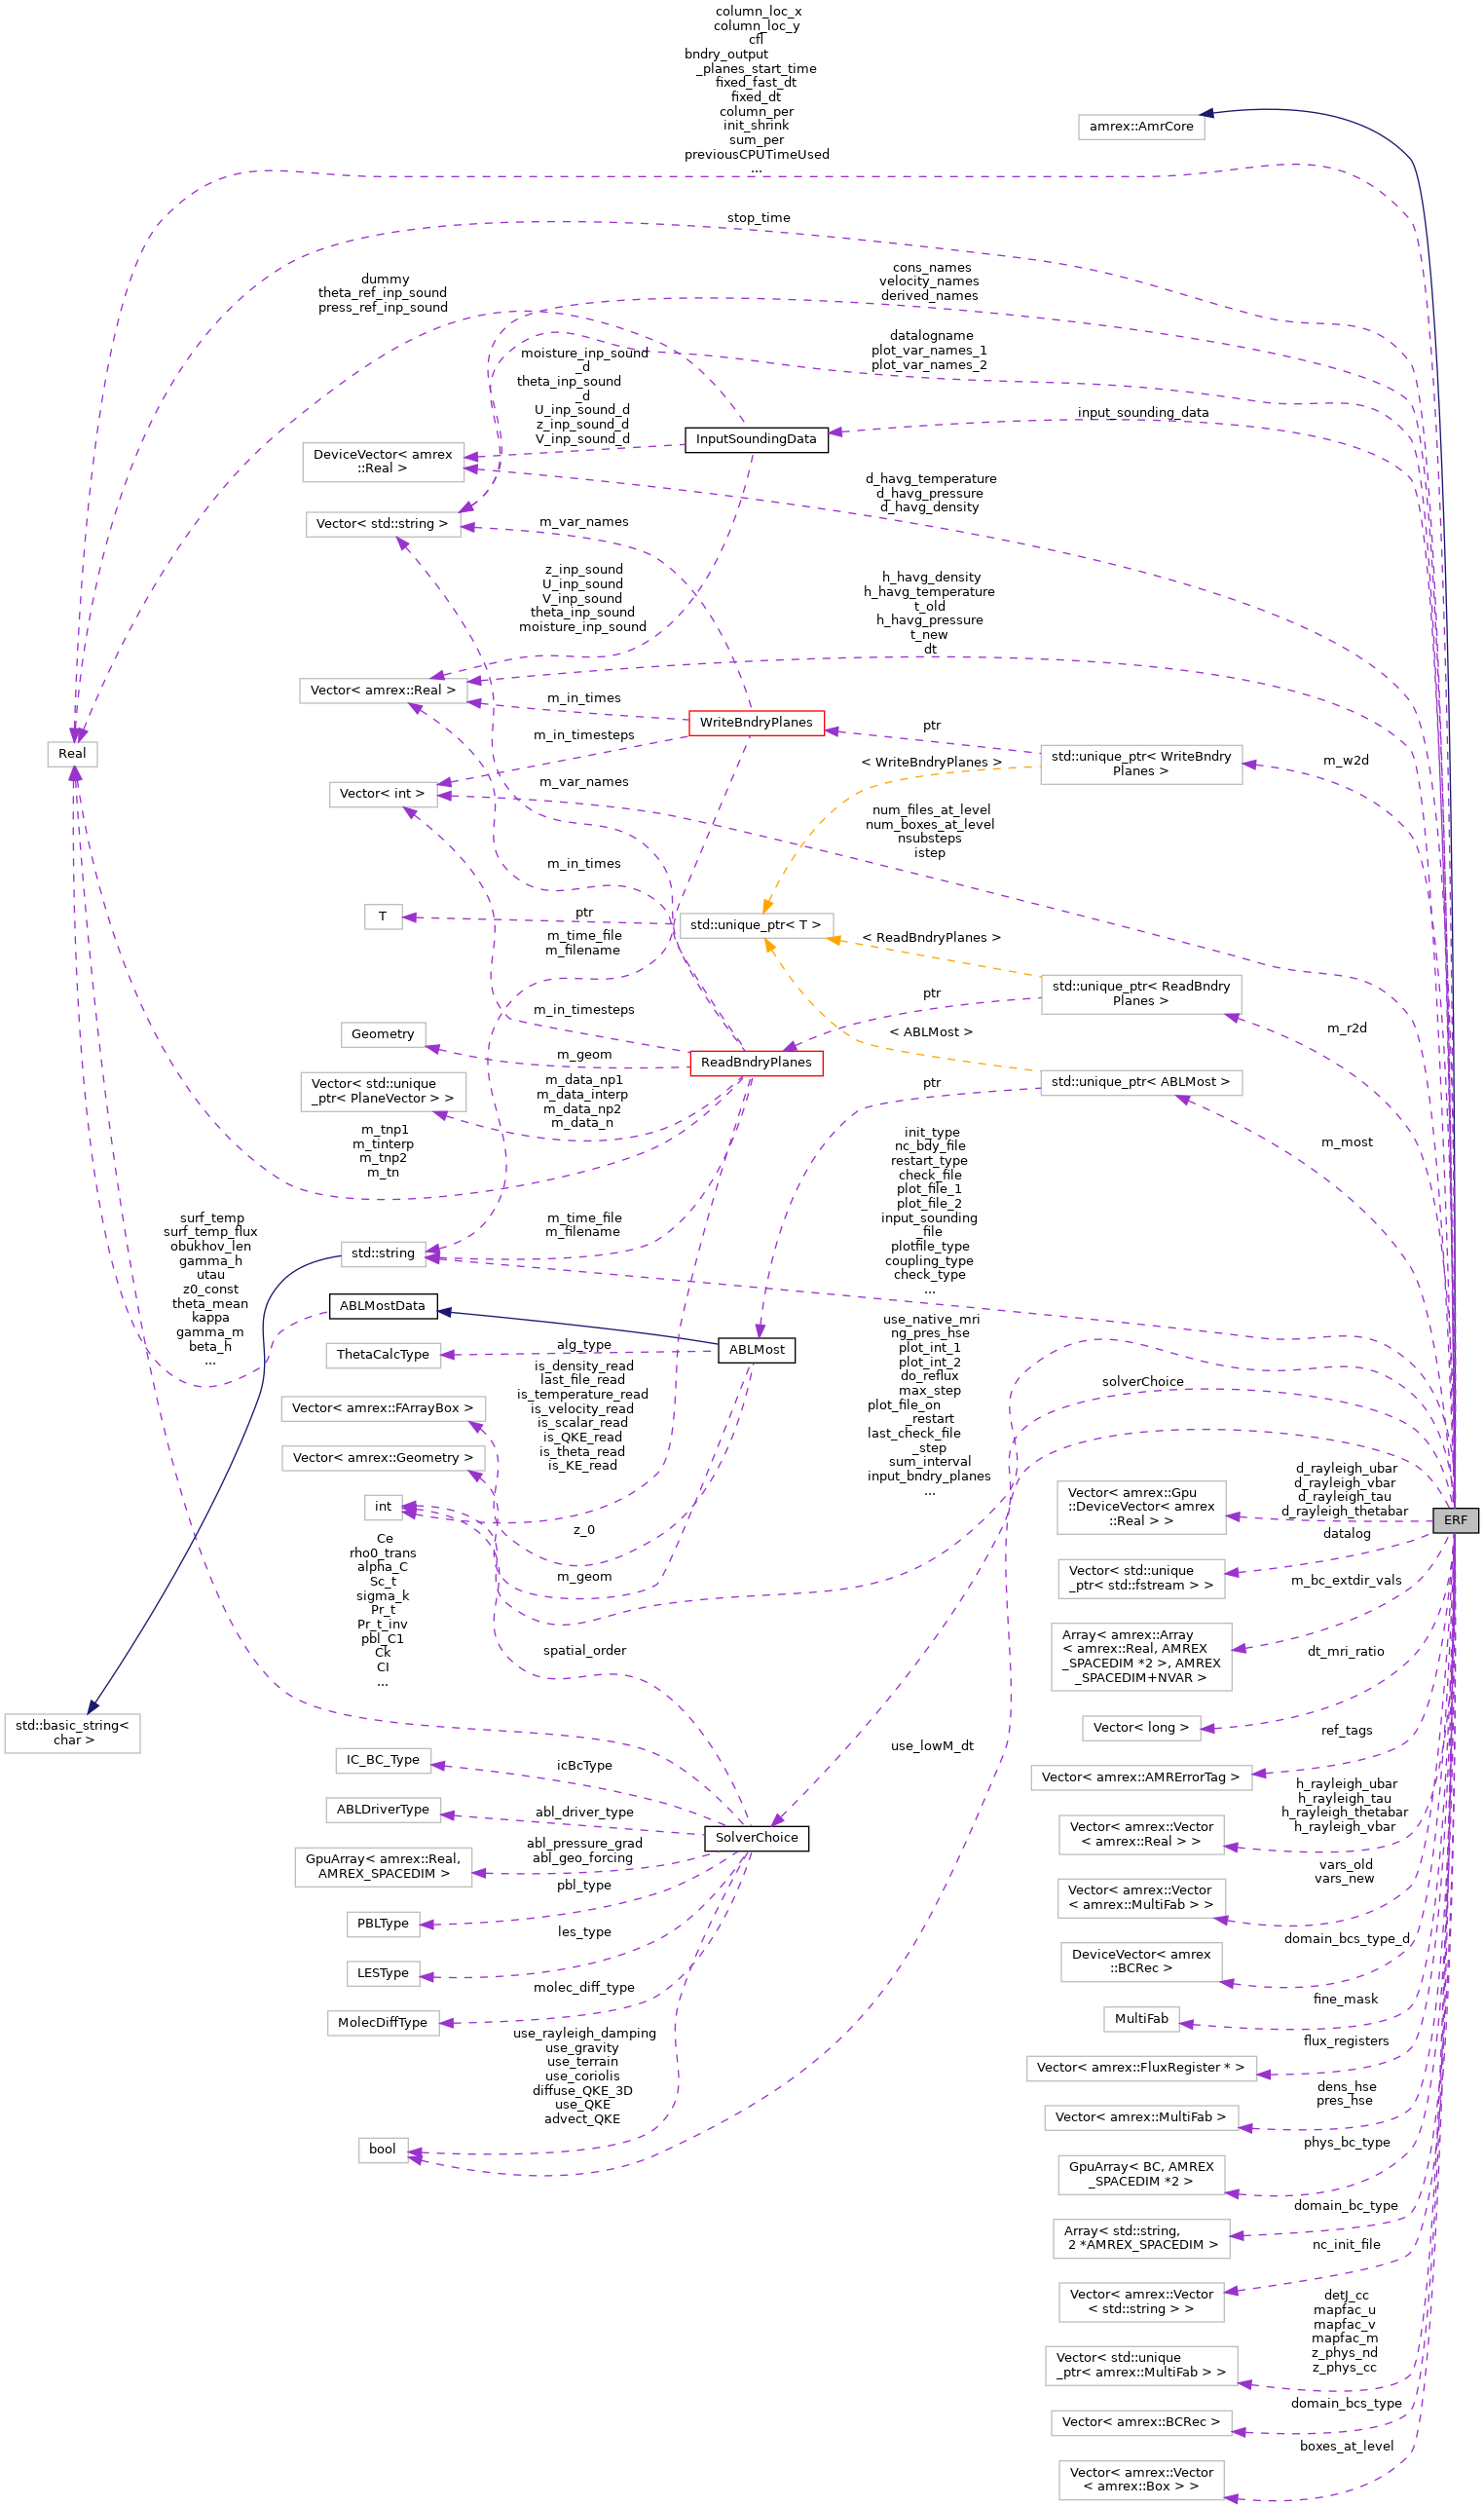 column_loc_x
column_loc_y
cfl
bndry_output
_planes_start_time
fixed_fast_dt
fixed_dt
column_per
init_shrink
sum_per
previousCPUTimeUsed
...
amrex::AmrCore
stop_time
dummy
theta_ref_inp_sound
press_ref_inp_sound
cons_names
velocity_names
derived_names
datalogname
plot_var_names_1
plot_var_names_2
moisture_inp_sound
_d
theta_inp_sound
_d
U_inp_sound_d
z_inp_sound_d
V_inp_sound_d
input_sounding_data
InputSoundingData
DeviceVector< amrex
::Real >
d_havg_temperature
d_havg_pressure
d_havg_density
Vector< std::string >
m_var_names
z_inp_sound
U_inp_sound
V_inp_sound
theta_inp_sound
moisture_inp_sound
h_havg_density
h_havg_temperature
t_old
h_havg_pressure
t_new
dt
Vector< amrex::Real >
m_in_times
WriteBndryPlanes
ptr
Real
m_in_timesteps
< WriteBndryPlanes >
std::unique_ptr< WriteBndry
Planes >
m_w2d
Vector< int >
m_var_names
num_files_at_level
num_boxes_at_level
nsubsteps
istep
m_in_times
T
ptr
std::unique_ptr< T >
m_time_file
m_filename
< ReadBndryPlanes >
std::unique_ptr< ReadBndry
Planes >
ptr
m_in_timesteps
m_r2d
Geometry
m_geom
< ABLMost >
ReadBndryPlanes
Vector< std::unique
_ptr< PlaneVector > >
m_data_np1
m_data_interp
m_data_np2
m_data_n
ptr
std::unique_ptr< ABLMost >
m_tnp1
m_tinterp
m_tnp2
m_tn
m_most
init_type
nc_bdy_file
restart_type
check_file
plot_file_1
plot_file_2
input_sounding
_file
plotfile_type
coupling_type
check_type
...
surf_temp
surf_temp_flux
obukhov_len
gamma_h
utau
z0_const
theta_mean
kappa
gamma_m
beta_h
...
m_time_file
m_filename
std::string
ABLMostData
use_native_mri
ng_pres_hse
plot_int_1
plot_int_2
do_reflux
max_step
plot_file_on
_restart
last_check_file
_step
sum_interval
input_bndry_planes
...
ThetaCalcType
alg_type
ABLMost
is_density_read
last_file_read
is_temperature_read
is_velocity_read
is_scalar_read
is_QKE_read
is_theta_read
is_KE_read
solverChoice
Vector< amrex::FArrayBox >
Vector< amrex::Geometry >
int
z_0
m_geom
Vector< amrex::Gpu
::DeviceVector< amrex
::Real > >
d_rayleigh_ubar
d_rayleigh_vbar
d_rayleigh_tau
d_rayleigh_thetabar
ERF
datalog
Vector< std::unique
_ptr< std::fstream > >
m_bc_extdir_vals
Ce
rho0_trans
alpha_C
Sc_t
sigma_k
Pr_t
Pr_t_inv
pbl_C1
Ck
CI
...
spatial_order
Array< amrex::Array
< amrex::Real, AMREX
_SPACEDIM *2 >, AMREX
_SPACEDIM+NVAR >
dt_mri_ratio
Vector< long >
std::basic_string<
char >
ref_tags
use_lowM_dt
IC_BC_Type
icBcType
Vector< amrex::AMRErrorTag >
ABLDriverType
abl_driver_type
h_rayleigh_ubar
h_rayleigh_tau
h_rayleigh_thetabar
h_rayleigh_vbar
Vector< amrex::Vector
< amrex::Real > >
SolverChoice
GpuArray< amrex::Real,
AMREX_SPACEDIM >
abl_pressure_grad
abl_geo_forcing
vars_old
vars_new
Vector< amrex::Vector
< amrex::MultiFab > >
pbl_type
PBLType
les_type
LESType
domain_bcs_type_d
DeviceVector< amrex
::BCRec >
molec_diff_type
MolecDiffType
fine_mask
MultiFab
use_rayleigh_damping
use_gravity
use_terrain
use_coriolis
diffuse_QKE_3D
use_QKE
advect_QKE
flux_registers
Vector< amrex::FluxRegister * >
dens_hse
pres_hse
Vector< amrex::MultiFab >
bool
phys_bc_type
GpuArray< BC, AMREX
_SPACEDIM *2 >
domain_bc_type
Array< std::string,
2 *AMREX_SPACEDIM >
nc_init_file
Vector< amrex::Vector
< std::string > >
detJ_cc
mapfac_u
mapfac_v
mapfac_m
z_phys_nd
z_phys_cc
Vector< std::unique
_ptr< amrex::MultiFab > >
domain_bcs_type
Vector< amrex::BCRec >
boxes_at_level
Vector< amrex::Vector
< amrex::Box > >